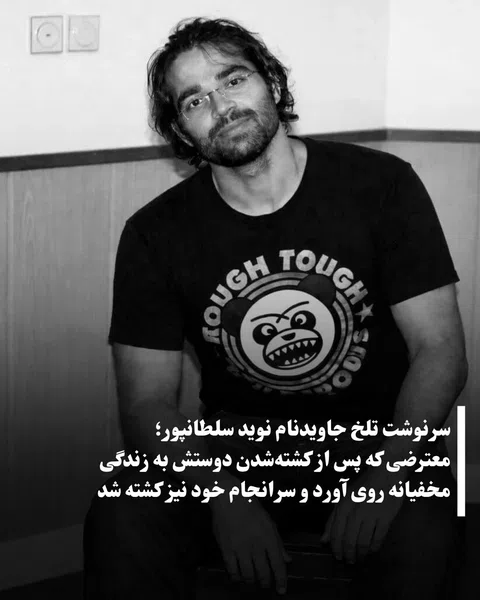 ROUGH TOUGH
سرنوشت تلخ جاویدنام نوید سلطانپور؛
معترضی که پس از کشته‌شدن دوستش به زندگی
مخفیانه روی آورد و سرانجام خود نیز کشته شد